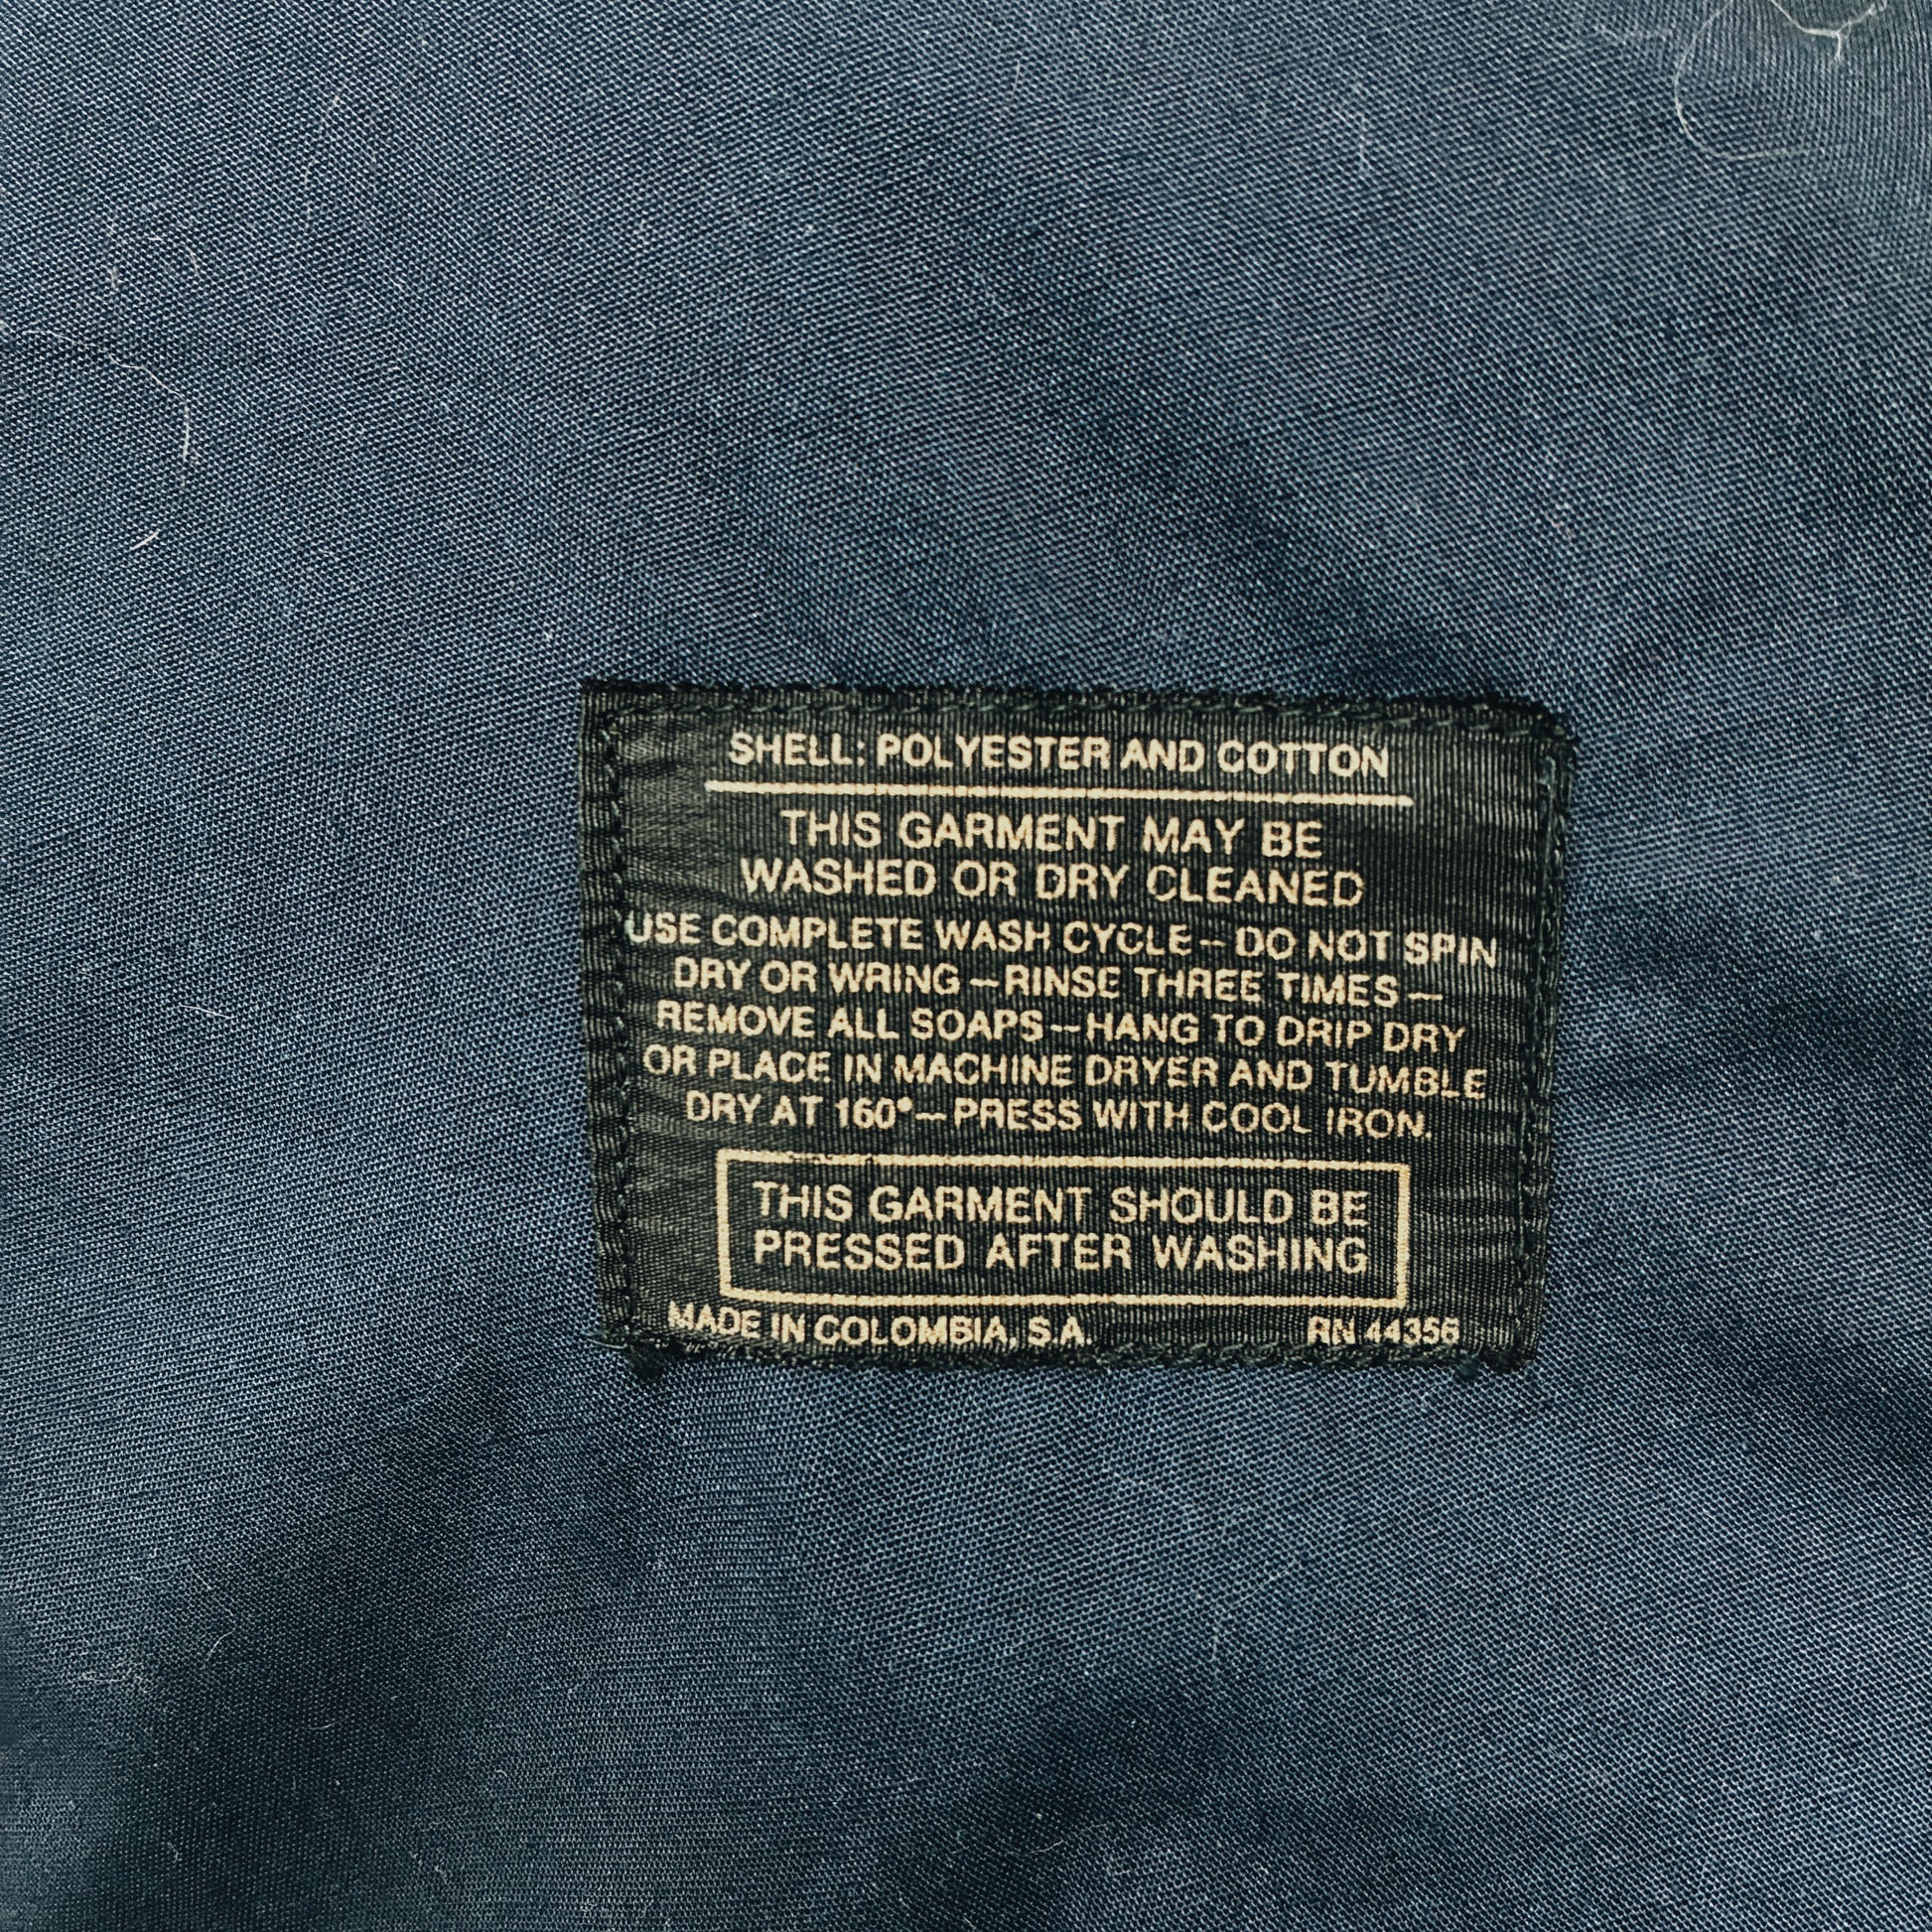 SHELL: POLYESTER AND COTTON
THIS GARMENT MAY BE
WASHED OR DRY CLEANED
USE COMPLETE WASH CYCLE – DO NOT SPIN
DRY OR WRING – RINSE THREE TIMES –
REMOVE ALL SOAPS – HANG TO DRIP DRY
OR PLACE IN MACHINE DRYER AND TUMBLE
DRY AT 160° – PRESS WITH COOL IRON.
THIS GARMENT SHOULD BE
PRESSED AFTER WASHING
MADE IN COLOMBIA, S.A. RN 44356